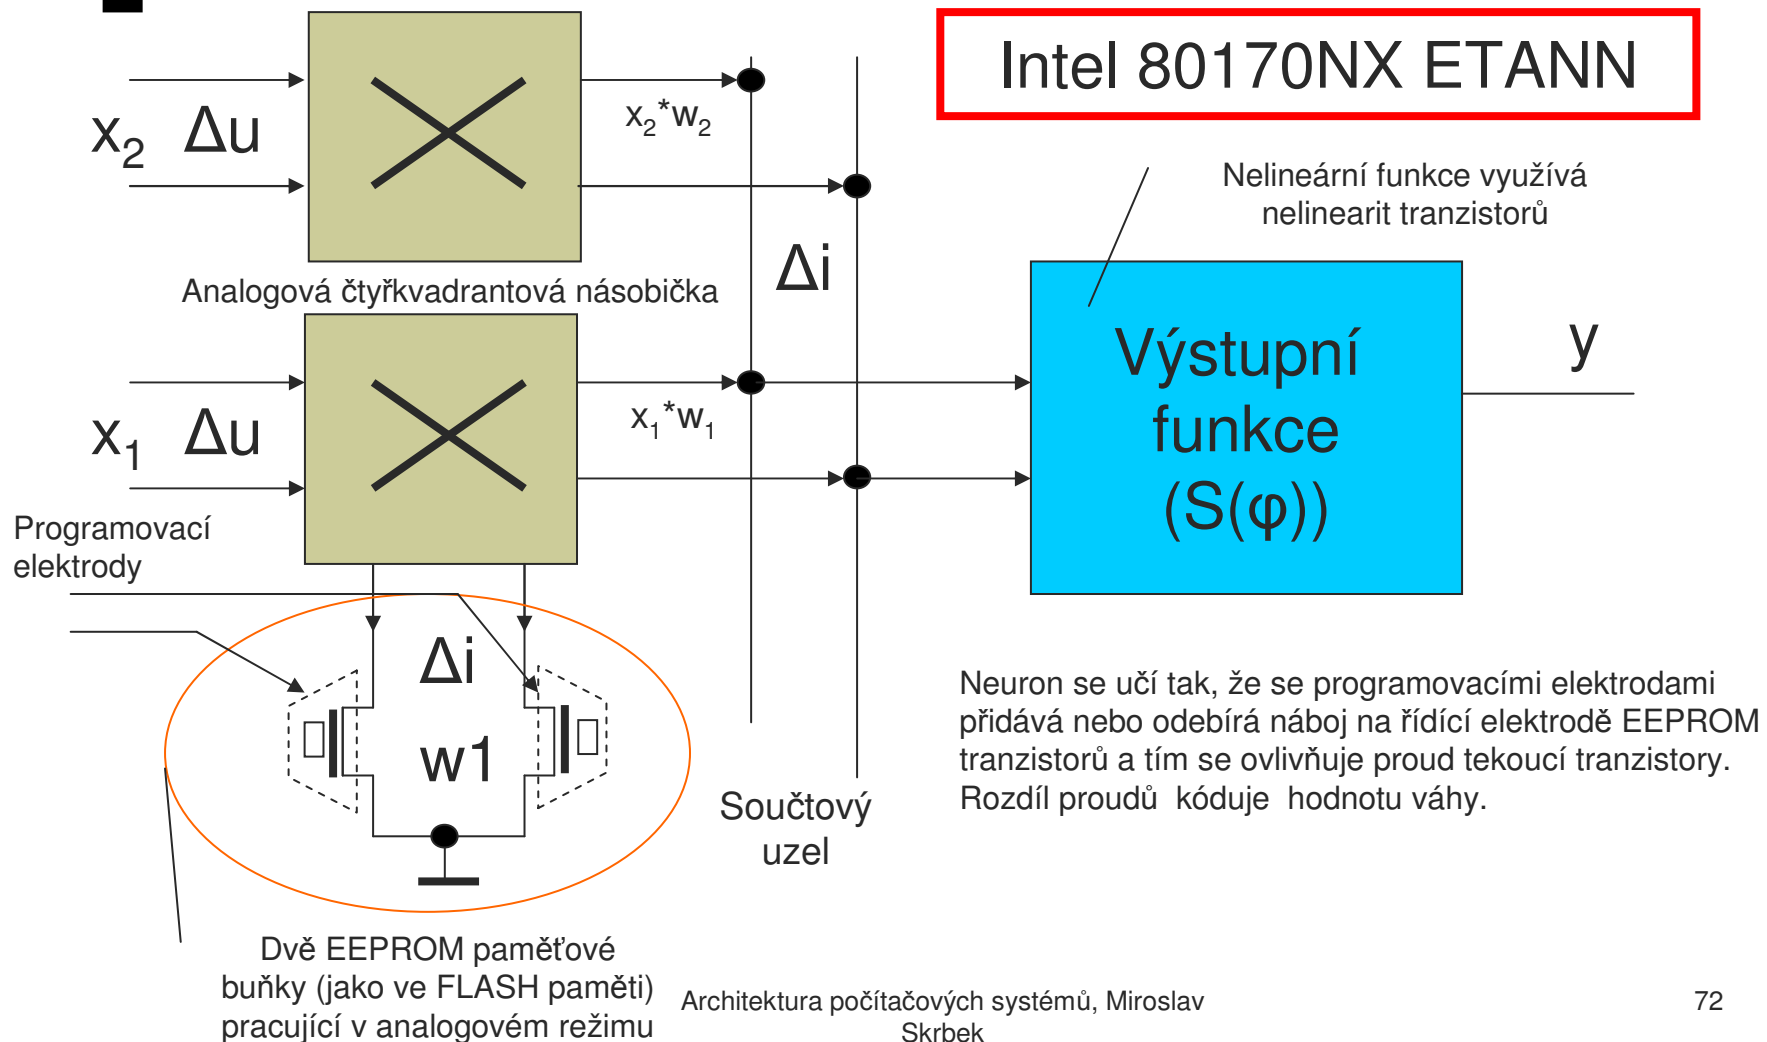 Intel 80170NX ETANN
x2 Δu
x2*w2
Nelineární funkce využívá
nelinearit tranzistorů
Δi
Analogová čtyřkvadrantová násobička
x1 Δu
x1*w1
Výstupní
funkce
(S(φ))
y
Programovací
elektrody
Δi
w1
Součtový
uzel
Neuron se učí tak, že se programovacími elektrodami
přidává nebo odebírá náboj na řídící elektrodě EEPROM
tranzistorů a tím se ovlivňuje proud tekoucí tranzistory.
Rozdíl proudů kóduje hodnotu váhy.
Dvě EEPROM paměťové
buňky (jako ve FLASH paměti)
pracující v analogovém režimu
Architektura počítačových systémů, Miroslav
Skrbek
72